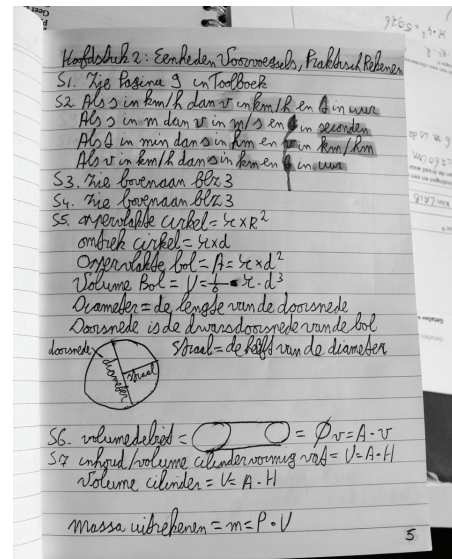 Hoofdstuk 2: Eenheden, Voorvoegsels, Praktisch Rekenen
S1. Zie Pagina 9 in Toolboek
S2. Als s in km/h dan v in km/h en t in uur
Als s in m dan v in m/s en t in seconden
Als t in min dan s in km en v in km/hm
Als v in km/h dan s in km en t in uur
S3. Zie bovenaan blz 3
S4. Zie bovenaan blz 3
S5. oppervlakte cirkel = π x R²
omtrek cirkel = π x d
Oppervlakte bol = A = π x d²
Volume Bol = V = 1/6 · π · d³
Diameter = de lengte van de doorsnede
Doorsnede is de dwarsdoorsnede van de bol
doorsnede
diameter
straal
straal = de helft van de diameter
S6. volumedebiet = = Φv = A · v
S7 inhoud/volume cilindervormig vat = V = A · H
Volume cilinder = V = A · H
massa uitrekenen = m = ρ · V
5